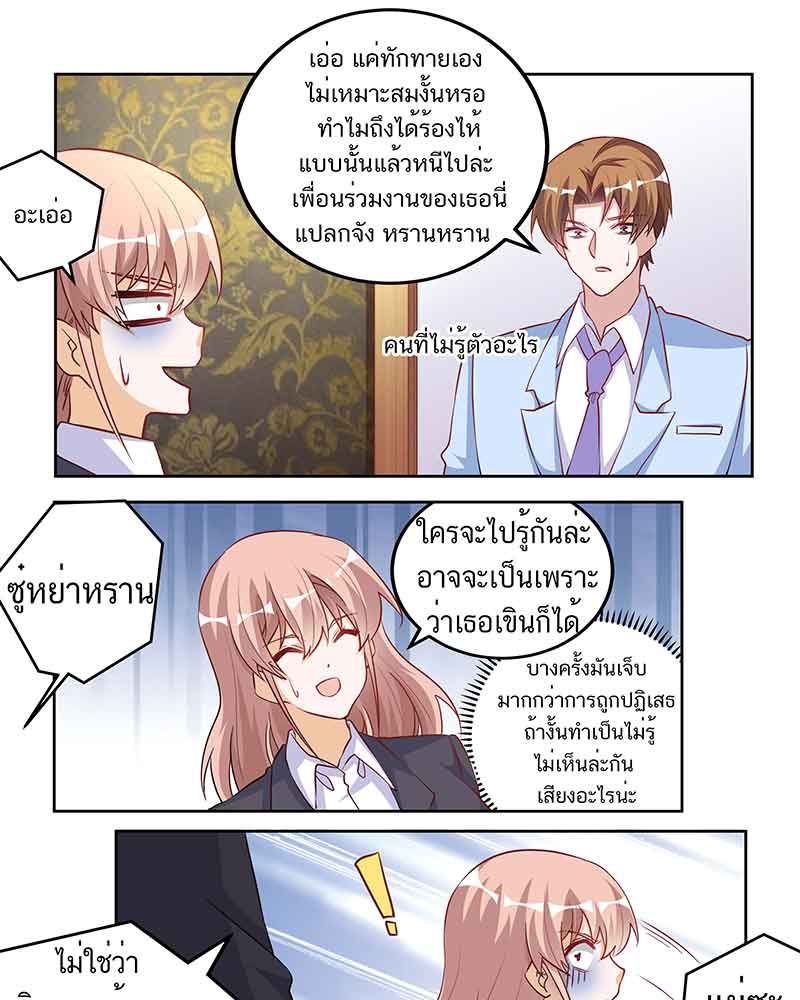 เอ่อ แค่ทักทายเอง
ไม่เหมาะสมงั้นหรอ
ทำไมถึงได้ร้องไห้
แบบนั้นแล้วหนีไปล่ะ
เพื่อนร่วมงานของเธอนี่
แปลกจัง หรานหราน
อะเอ่อ
คนที่ไม่รู้ตัวอะไร
ใครจะไปรู้กันล่ะ
อาจจะเป็นเพราะ
ว่าเธอเขินก็ได้
ซู๋หย่าหราน
บางครั้งมันเจ็บ
มากกว่าการถูกปฏิเสธ
ถ้างั้นทำเป็นไม่รู้
ไม่เห็นล่ะกัน
เสียงอะไรน่ะ
!
ไม่ใช่ว่า